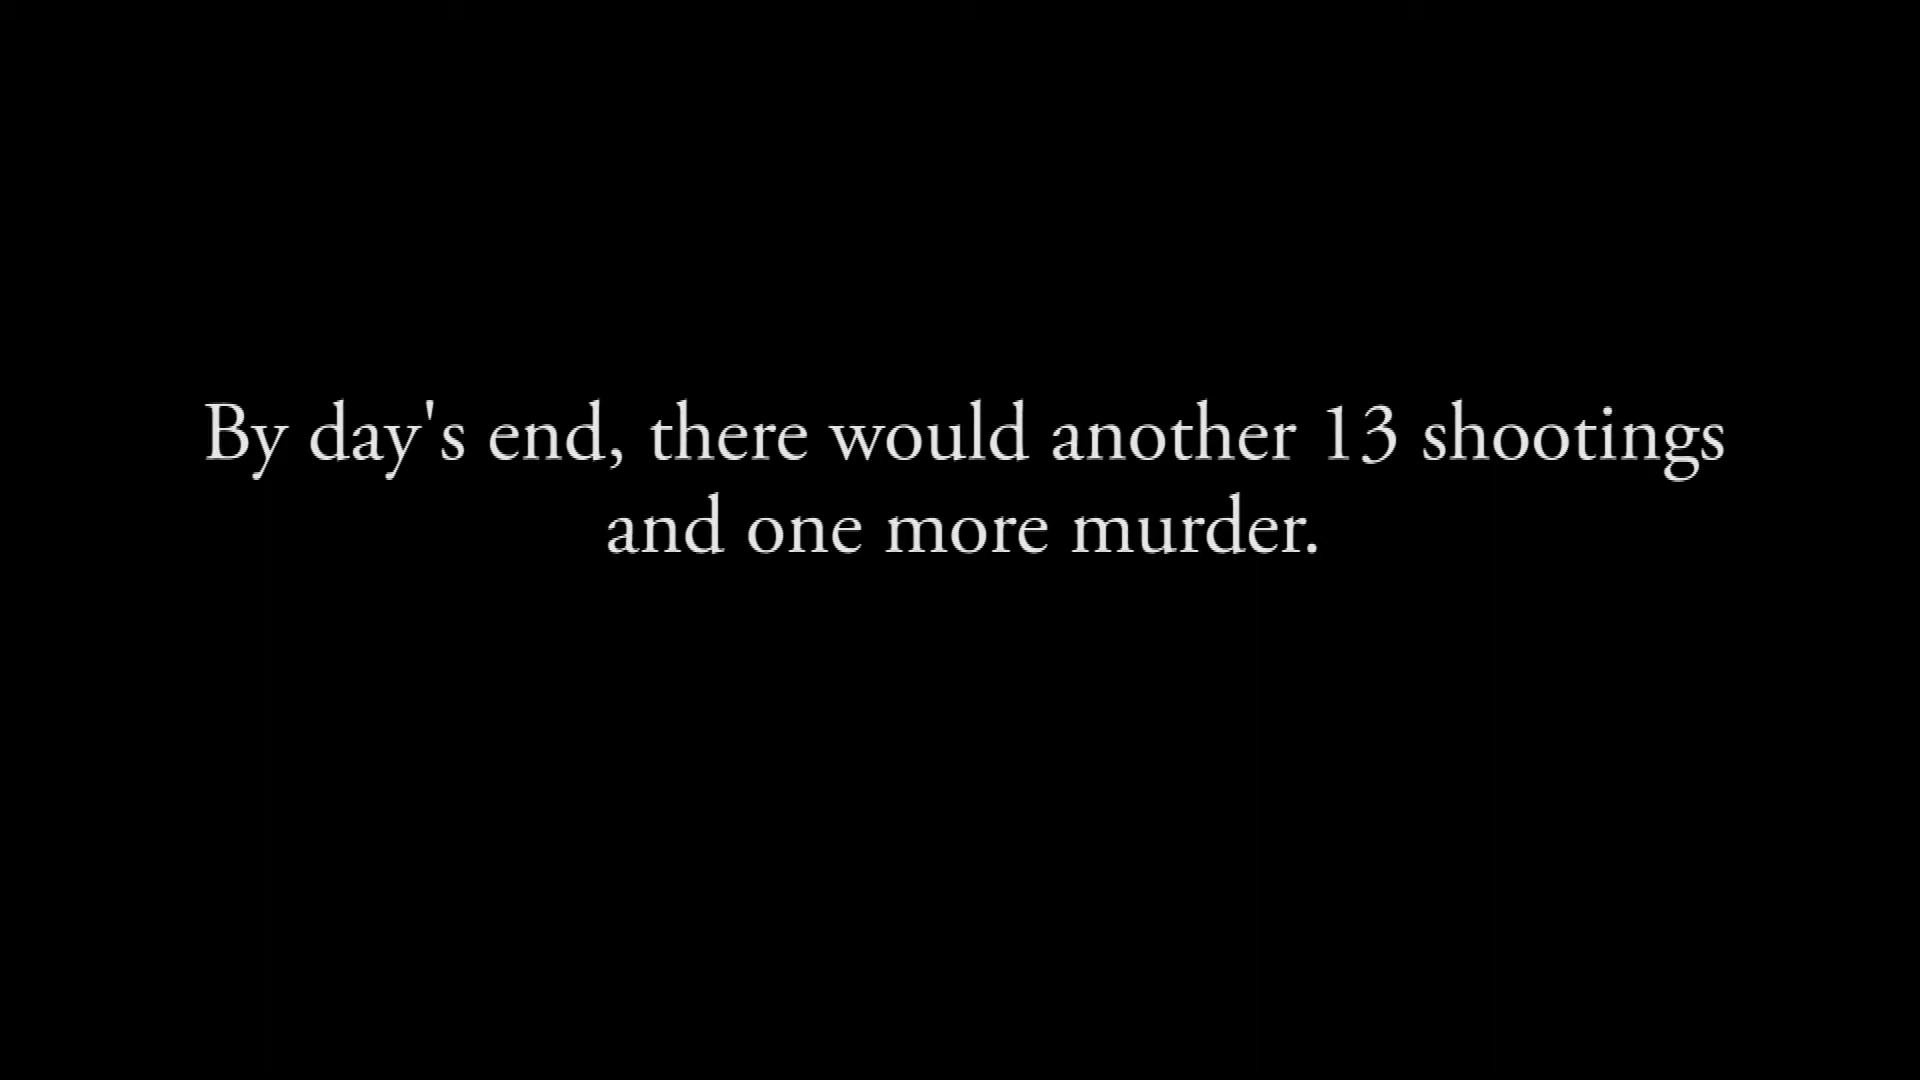 By day's end, there would another 13 shootings
and one more murder.